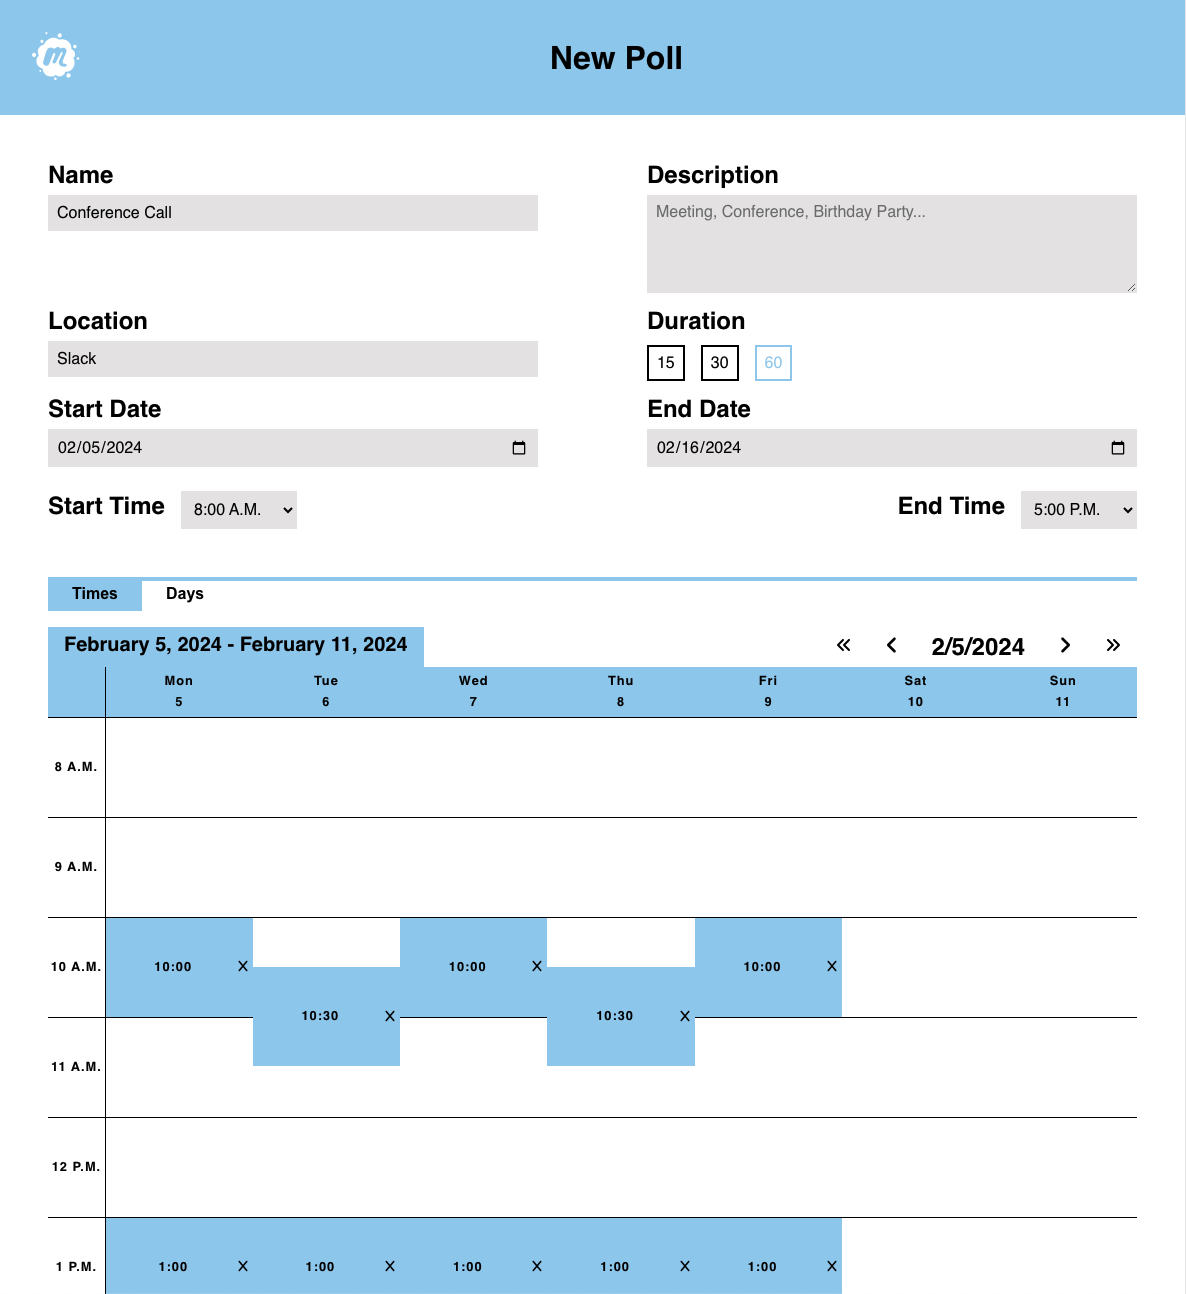 m
New Poll
Name
Description
Conference Call
Meeting, Conference, Birthday Party...
Location
Duration
Slack
15 30 60
Start Date
End Date
02/05/2024
02/16/2024
Start Time 8:00 A.M.
End Time 5:00 P.M.
Times Days
February 5, 2024 - February 11, 2024
« < 2/5/2024 > »
Mon Tue Wed Thu Fri Sat Sun
5 6 7 8 9 10 11
8 A.M.
9 A.M.
10 A.M. 10:00 X 10:00 X 10:00 X
10:30 X 10:30 X
11 A.M.
12 P.M.
1 P.M. 1:00 X 1:00 X 1:00 X 1:00 X 1:00 X